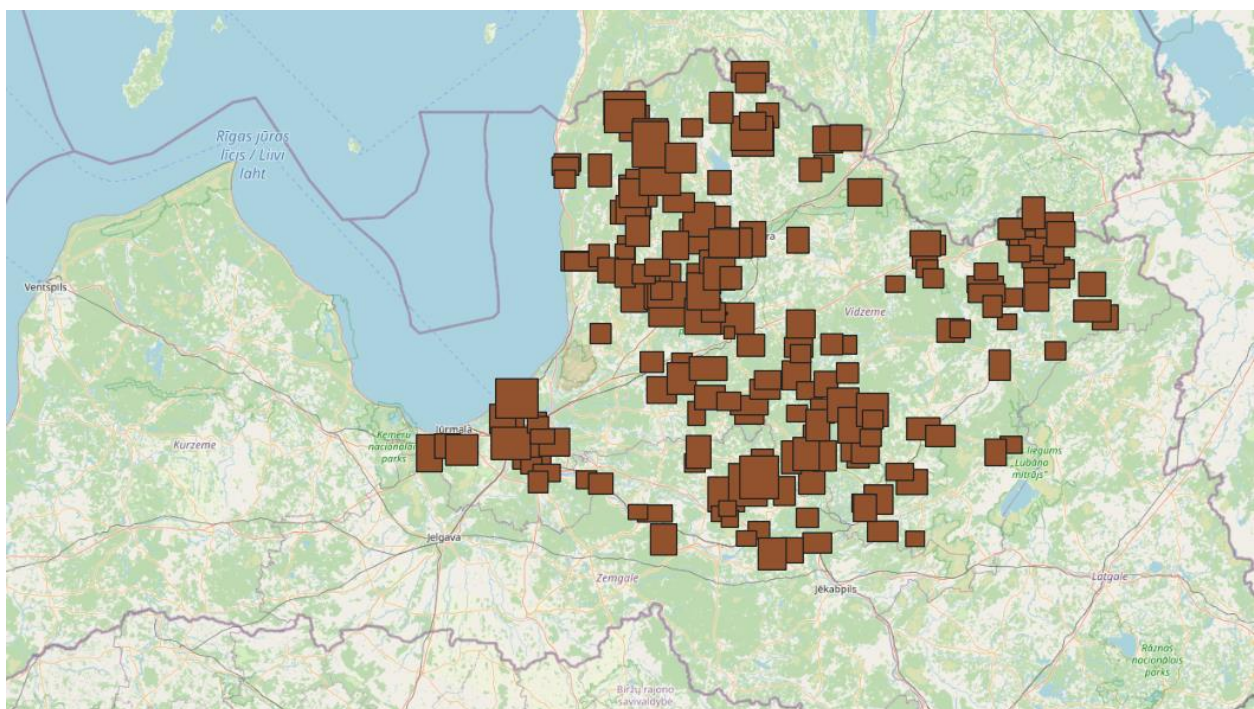 Rīgas jūras
līcis / Liivi
laht
Ventspils
Vidzeme
Kurzeme
Jūrmala
Ķemeru
nacionālais
parks
Jelgava
Zemgale
Jēkabpils
Liegums
„Lubāna
mitrājs”
Latgale
Rāznas
nacionālais
parks
Biržų rajono
savivaldybė